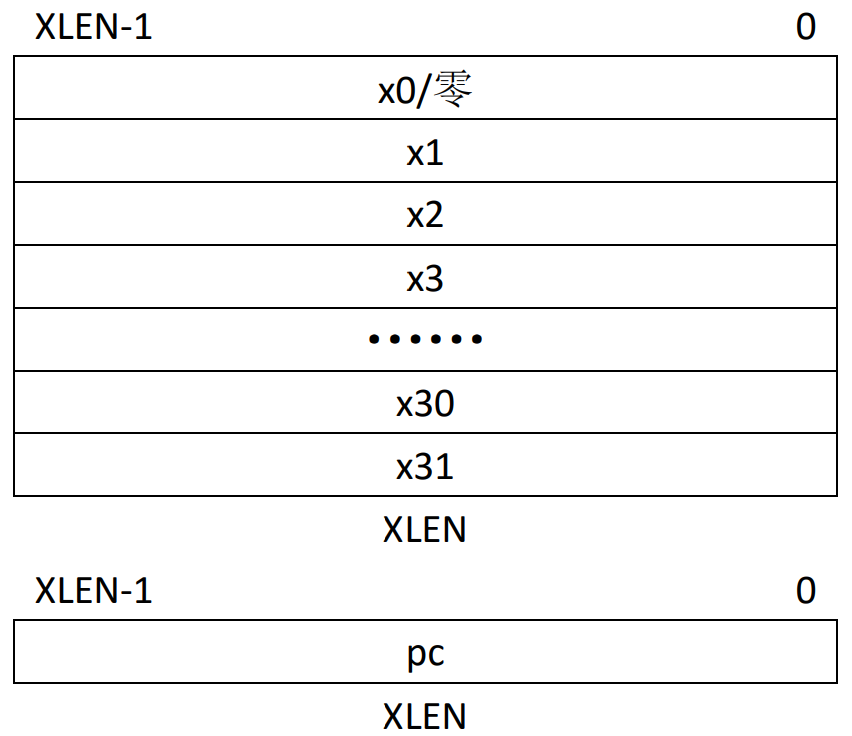 XLEN-1 0
x0/零
x1
x2
x3
••••••
x30
x31
XLEN
XLEN-1 0
pc
XLEN